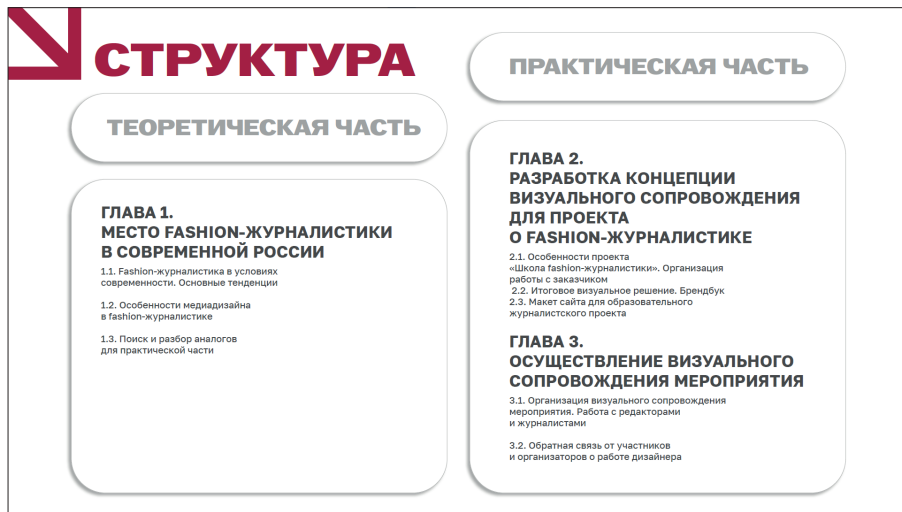 СТРУКТУРА
ТЕОРЕТИЧЕСКАЯ ЧАСТЬ
ГЛАВА 1.
МЕСТО FASHION-ЖУРНАЛИСТИКИ
В СОВРЕМЕННОЙ РОССИИ
1.1. Fashion-журналистика в условиях
современности. Основные тенденции
1.2. Особенности медиадизайна
в fashion-журналистике
1.3. Поиск и разбор аналогов
для практической части
ПРАКТИЧЕСКАЯ ЧАСТЬ
ГЛАВА 2.
РАЗРАБОТКА КОНЦЕПЦИИ
ВИЗУАЛЬНОГО СОПРОВОЖДЕНИЯ
ДЛЯ ПРОЕКТА
О FASHION-ЖУРНАЛИСТИКЕ
2.1. Особенности проекта
«Школа fashion-журналистики». Организация
работы с заказчиком
2.2. Итоговое визуальное решение. Брендбук
2.3. Макет сайта для образовательного
журналистского проекта
ГЛАВА 3.
ОСУЩЕСТВЛЕНИЕ ВИЗУАЛЬНОГО
СОПРОВОЖДЕНИЯ МЕРОПРИЯТИЯ
3.1. Организация визуального сопровождения
мероприятия. Работа с редакторами
и журналистами
3.2. Обратная связь от участников
и организаторов о работе дизайнера